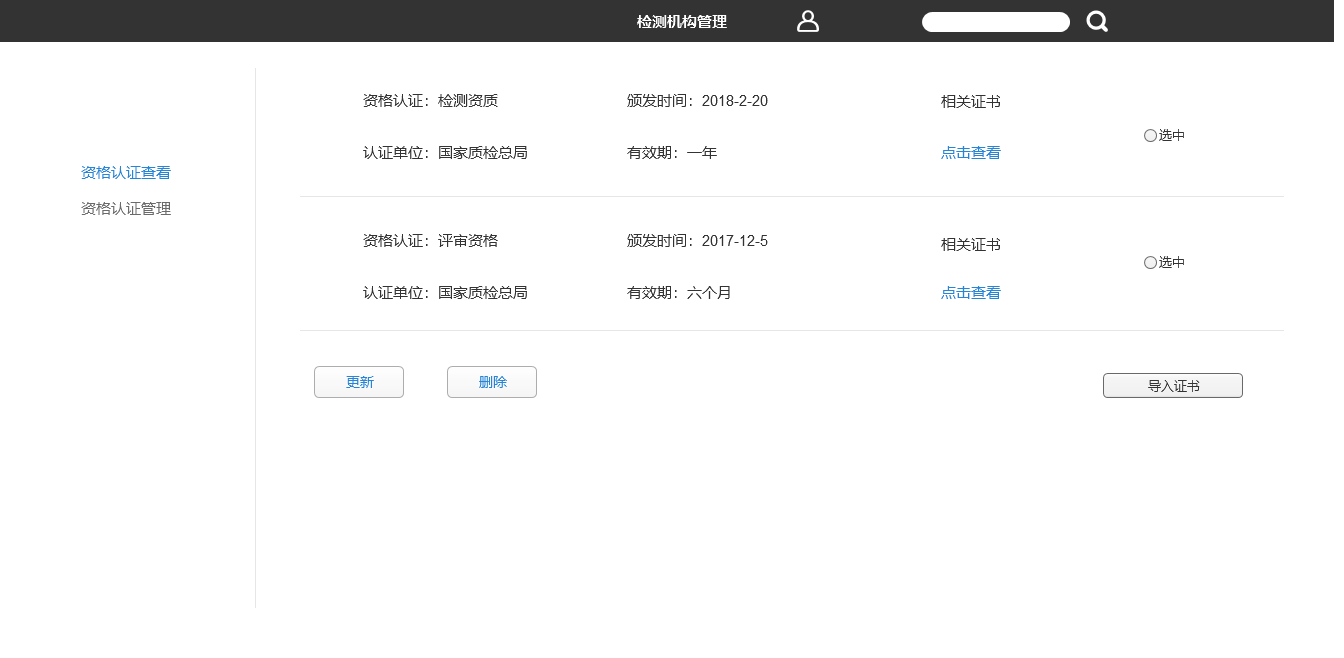 检测机构管理
资格认证查看
资格认证管理
资格认证：检测资质 颁发时间：2018-2-20 相关证书
选中
认证单位：国家质检总局 有效期：一年 点击查看
资格认证：评审资格 颁发时间：2017-12-5 相关证书
选中
认证单位：国家质检总局 有效期：六个月 点击查看
更新 删除 导入证书